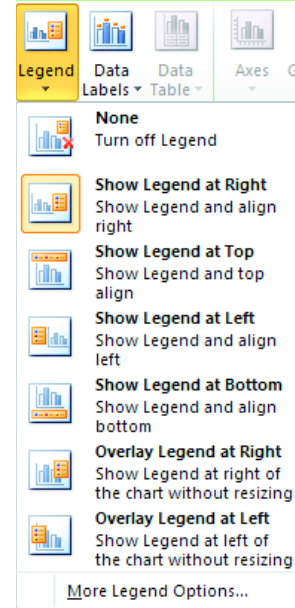 Legend Data Data Axes G
Labels Table
None
Turn off Legend
Show Legend at Right
Show Legend and align
right
Show Legend at Top
Show Legend and top
align
Show Legend at Left
Show Legend and align
left
Show Legend at Bottom
Show Legend and align
bottom
Overlay Legend at Right
Show Legend at right of
the chart without resizing
Overlay Legend at Left
Show Legend at left of
the chart without resizing
More Legend Options...